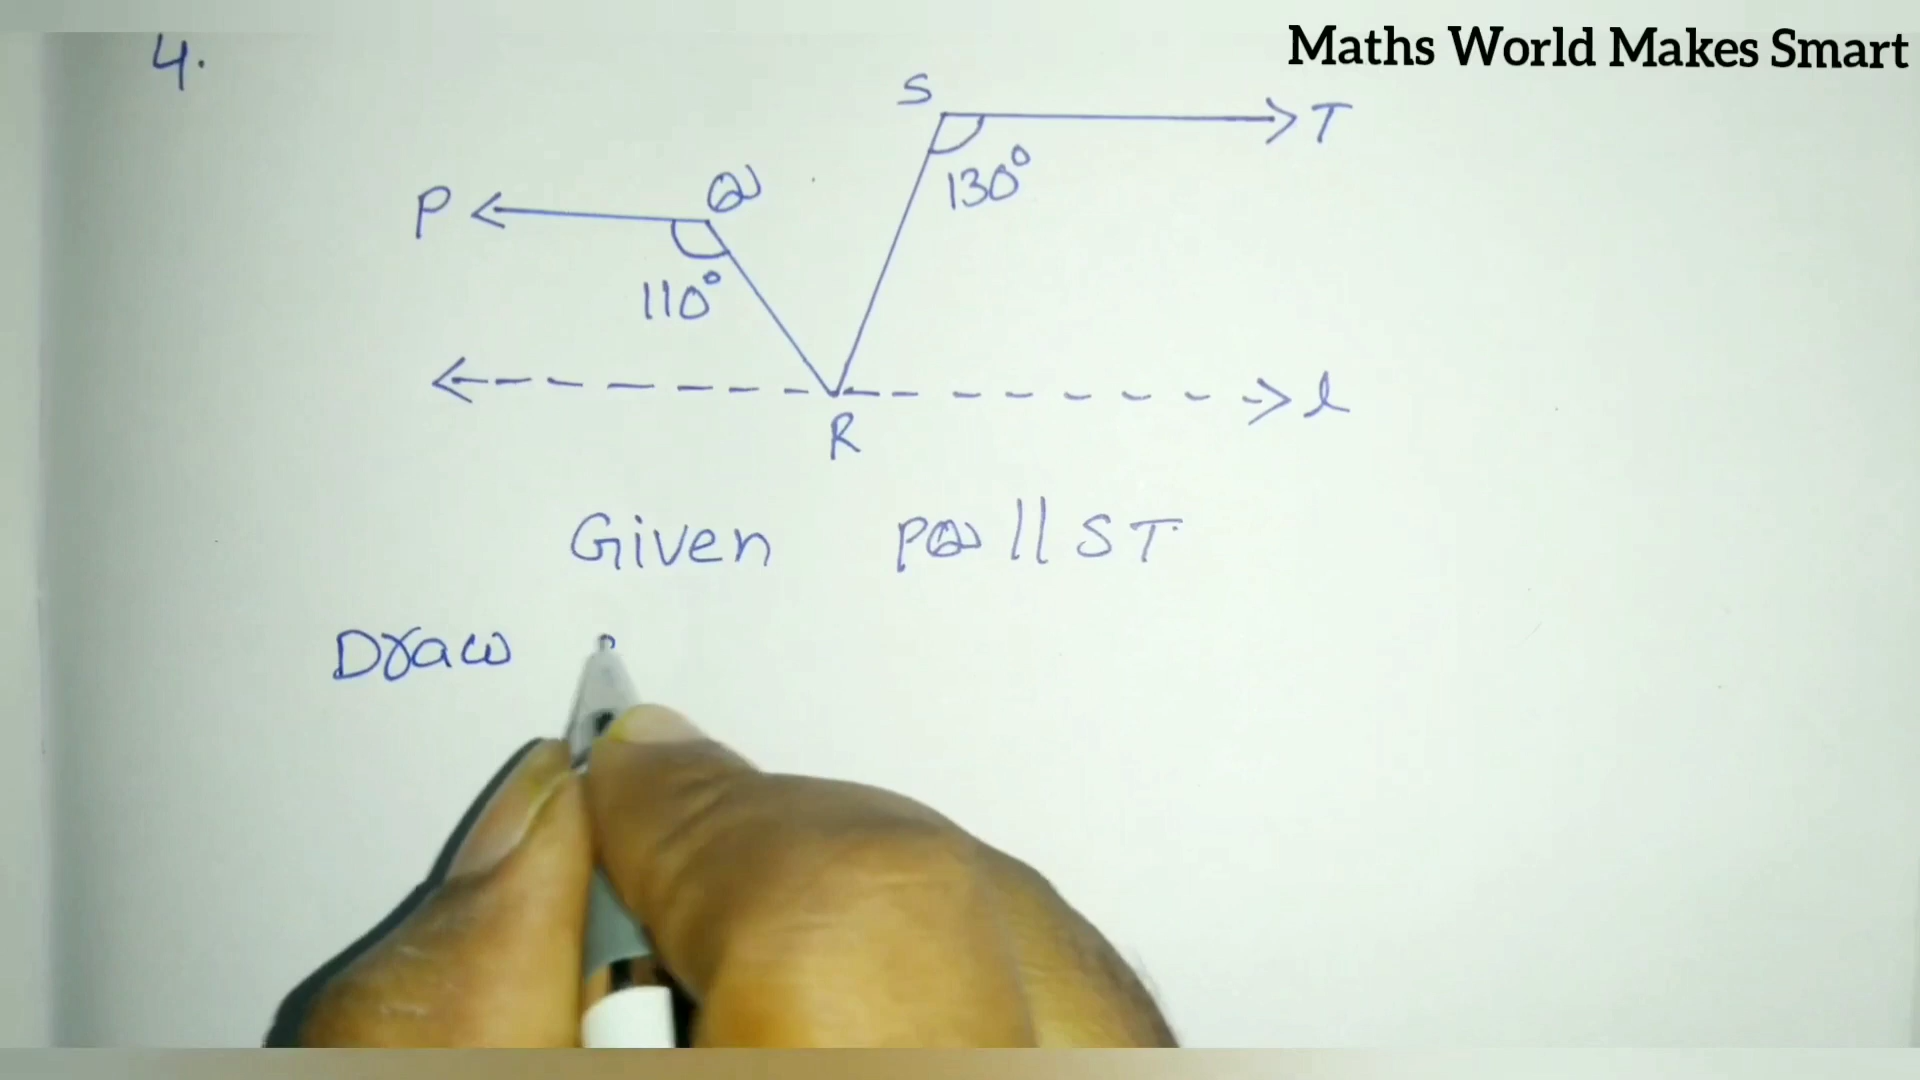 Maths World Makes Smart
4.
S
T
130°
P
Q
110°
l
R
Given PQ || ST
Draw